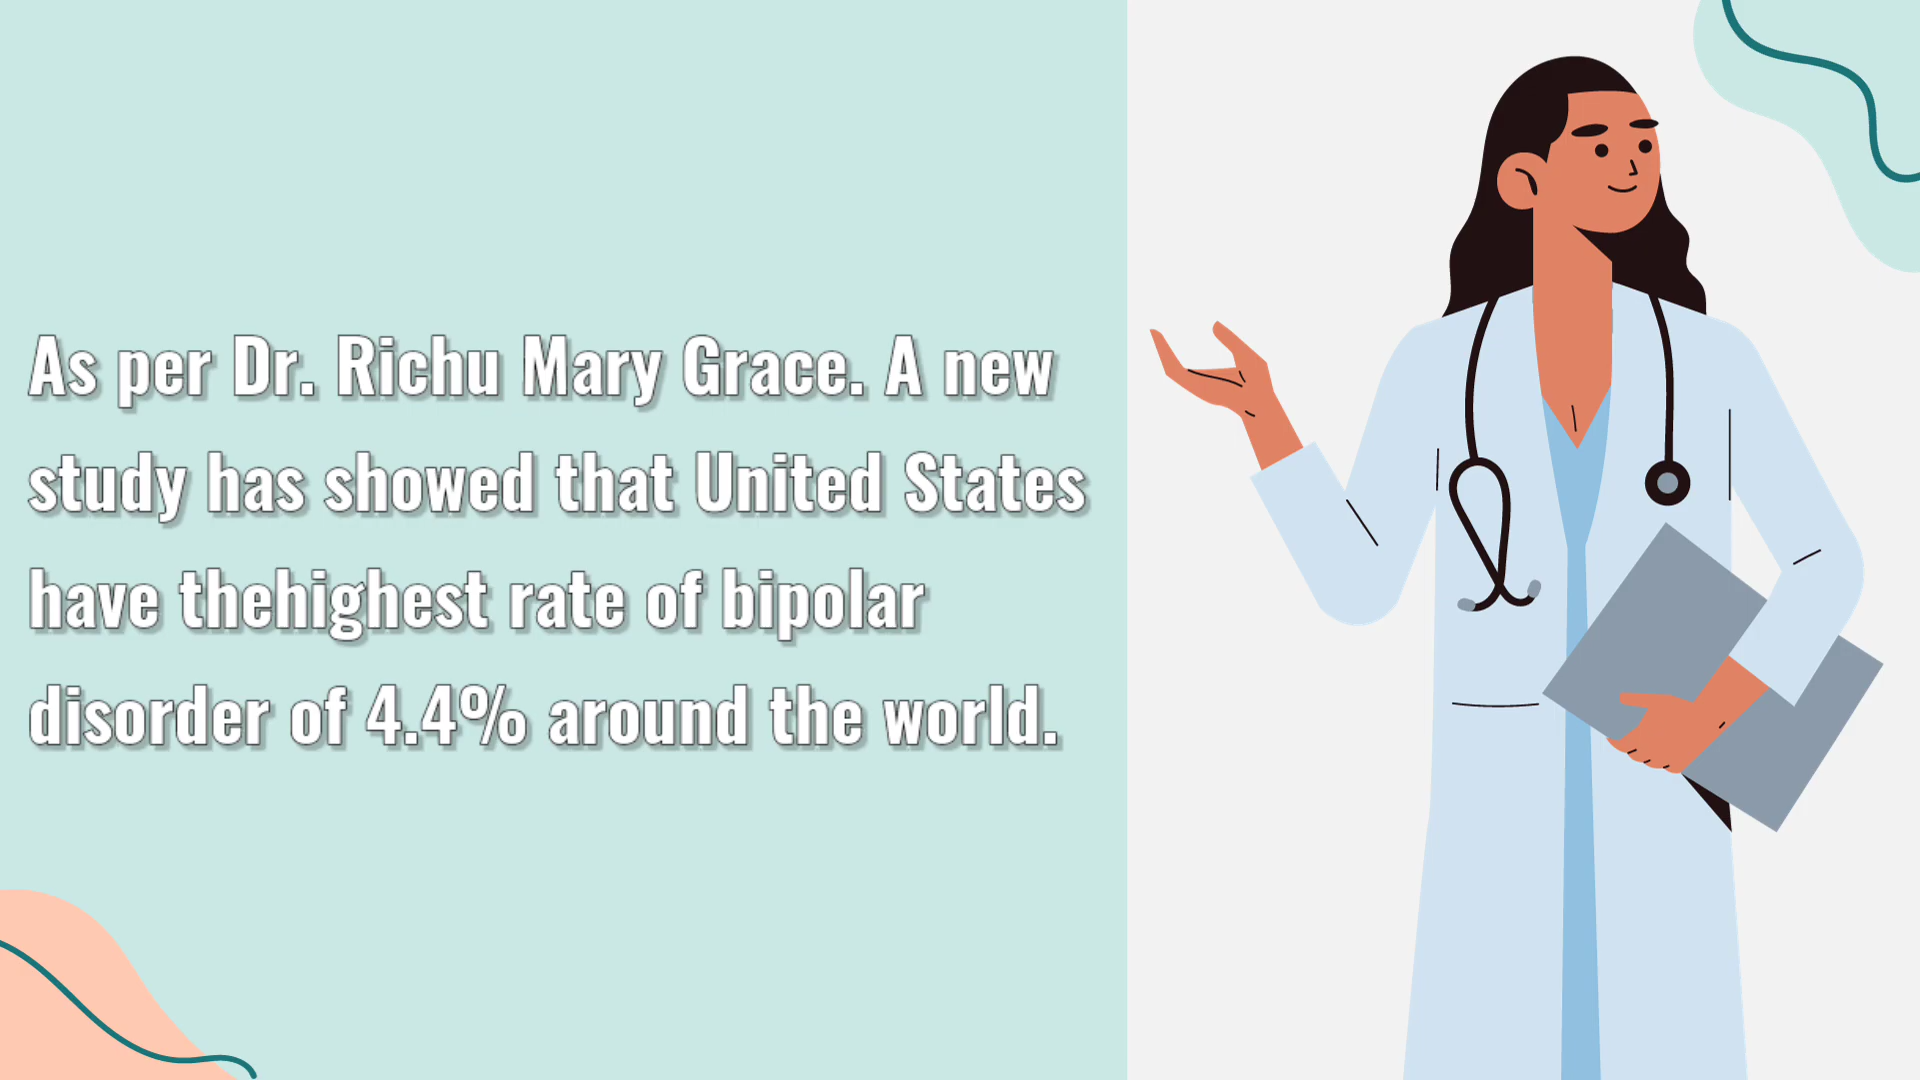 As per Dr. Richu Mary Grace. A new
study has showed that United States
have thehighest rate of bipolar
disorder of 4.4% around the world.